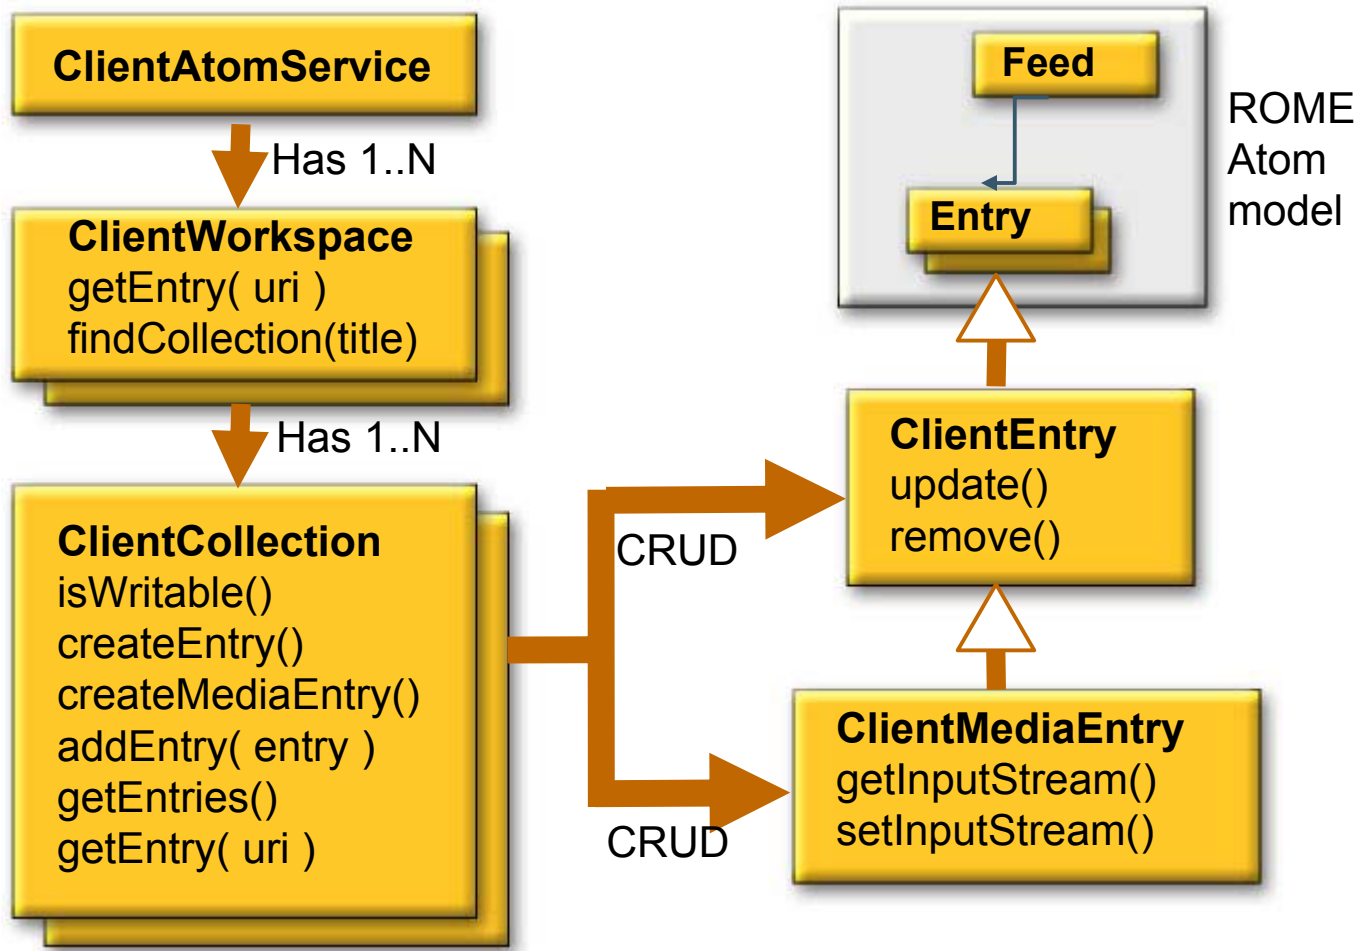 ClientAtomService
Has 1..N
ClientWorkspace
getEntry( uri )
findCollection(title)
Has 1..N
ClientCollection
isWritable()
createEntry()
createMediaEntry()
addEntry( entry )
getEntries()
getEntry( uri )
CRUD
CRUD
Feed
Entry
ROME
Atom
model
ClientEntry
update()
remove()
ClientMediaEntry
getInputStream()
setInputStream()